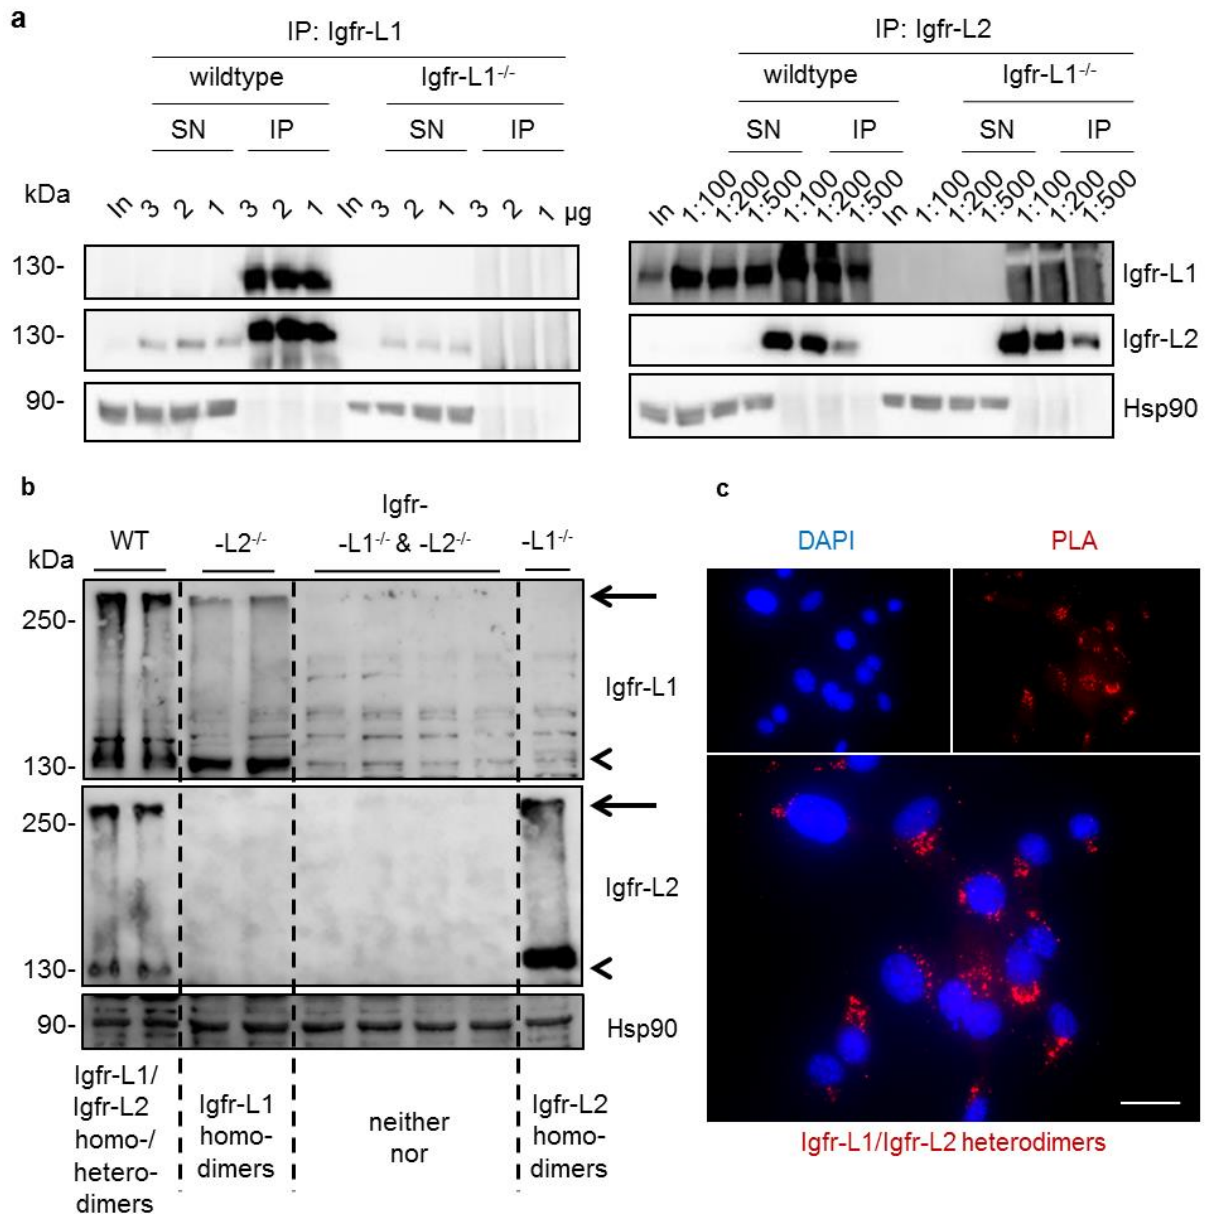 a
IP: Igfr-L1
wildtype Igfr-L1-/-
SN IP SN IP
kDa
In 3 2 1 3 2 1 In 3 2 1 3 2 1 µg
130-
130-
90-
IP: Igfr-L2
wildtype Igfr-L1-/-
SN IP SN IP
In 1:100 1:200 1:500 1:100 1:200 1:500 In 1:100 1:200 1:500 1:100 1:200 1:500
Igfr-L1
Igfr-L2
Hsp90
b
Igfr-
WT -L2-/- -L1-/- & -L2-/- -L1-/-
kDa
250-
Igfr-L1
130-
250-
Igfr-L2
130-
90- Hsp90
Igfr-L1/
Igfr-L2
homo-/
hetero-
dimers
Igfr-L1
homo-
dimers
neither
nor
Igfr-L2
homo-
dimers
c
DAPI PLA
Igfr-L1/Igfr-L2 heterodimers